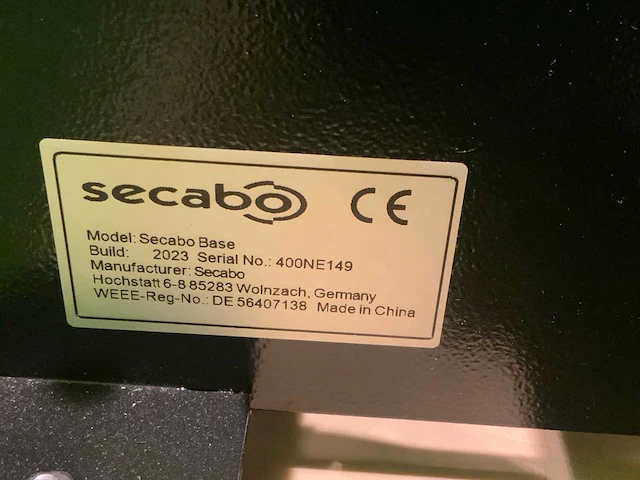 secabo CE
Model: Secabo Base
Build: 2023 Serial No.: 400NE149
Manufacturer: Secabo
Hochstatt 6-8 85283 Wolnzach, Germany
WEEE-Reg-No.: DE 56407138 Made in China